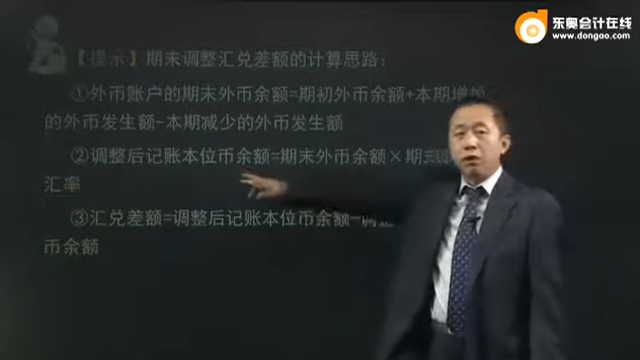 东奥会计在线
www.dongao.com
【提示】期末调整汇兑差额的计算思路：
①外币账户的期末外币余额=期初外币余额+本期增加
的外币发生额-本期减少的外币发生额
②调整后记账本位币余额=期末外币余额×期
汇率
③汇兑差额=调整后记账本位币余额-调整
币余额